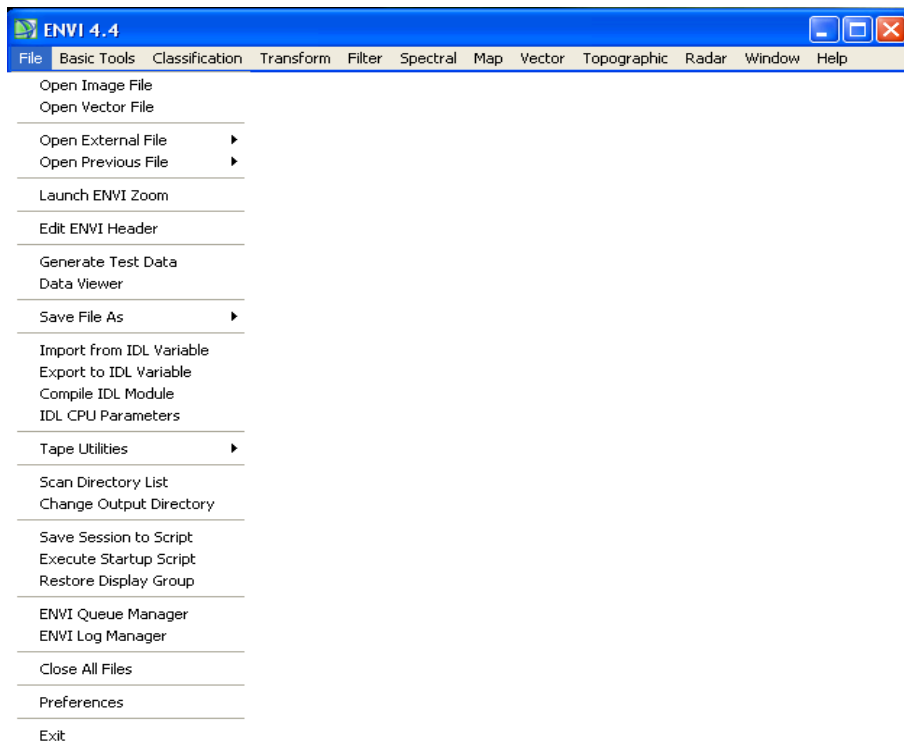 ENVI 4.4
File Basic Tools Classification Transform Filter Spectral Map Vector Topographic Radar Window Help
Open Image File
Open Vector File
Open External File
Open Previous File
Launch ENVI Zoom
Edit ENVI Header
Generate Test Data
Data Viewer
Save File As
Import from IDL Variable
Export to IDL Variable
Compile IDL Module
IDL CPU Parameters
Tape Utilities
Scan Directory List
Change Output Directory
Save Session to Script
Execute Startup Script
Restore Display Group
ENVI Queue Manager
ENVI Log Manager
Close All Files
Preferences
Exit